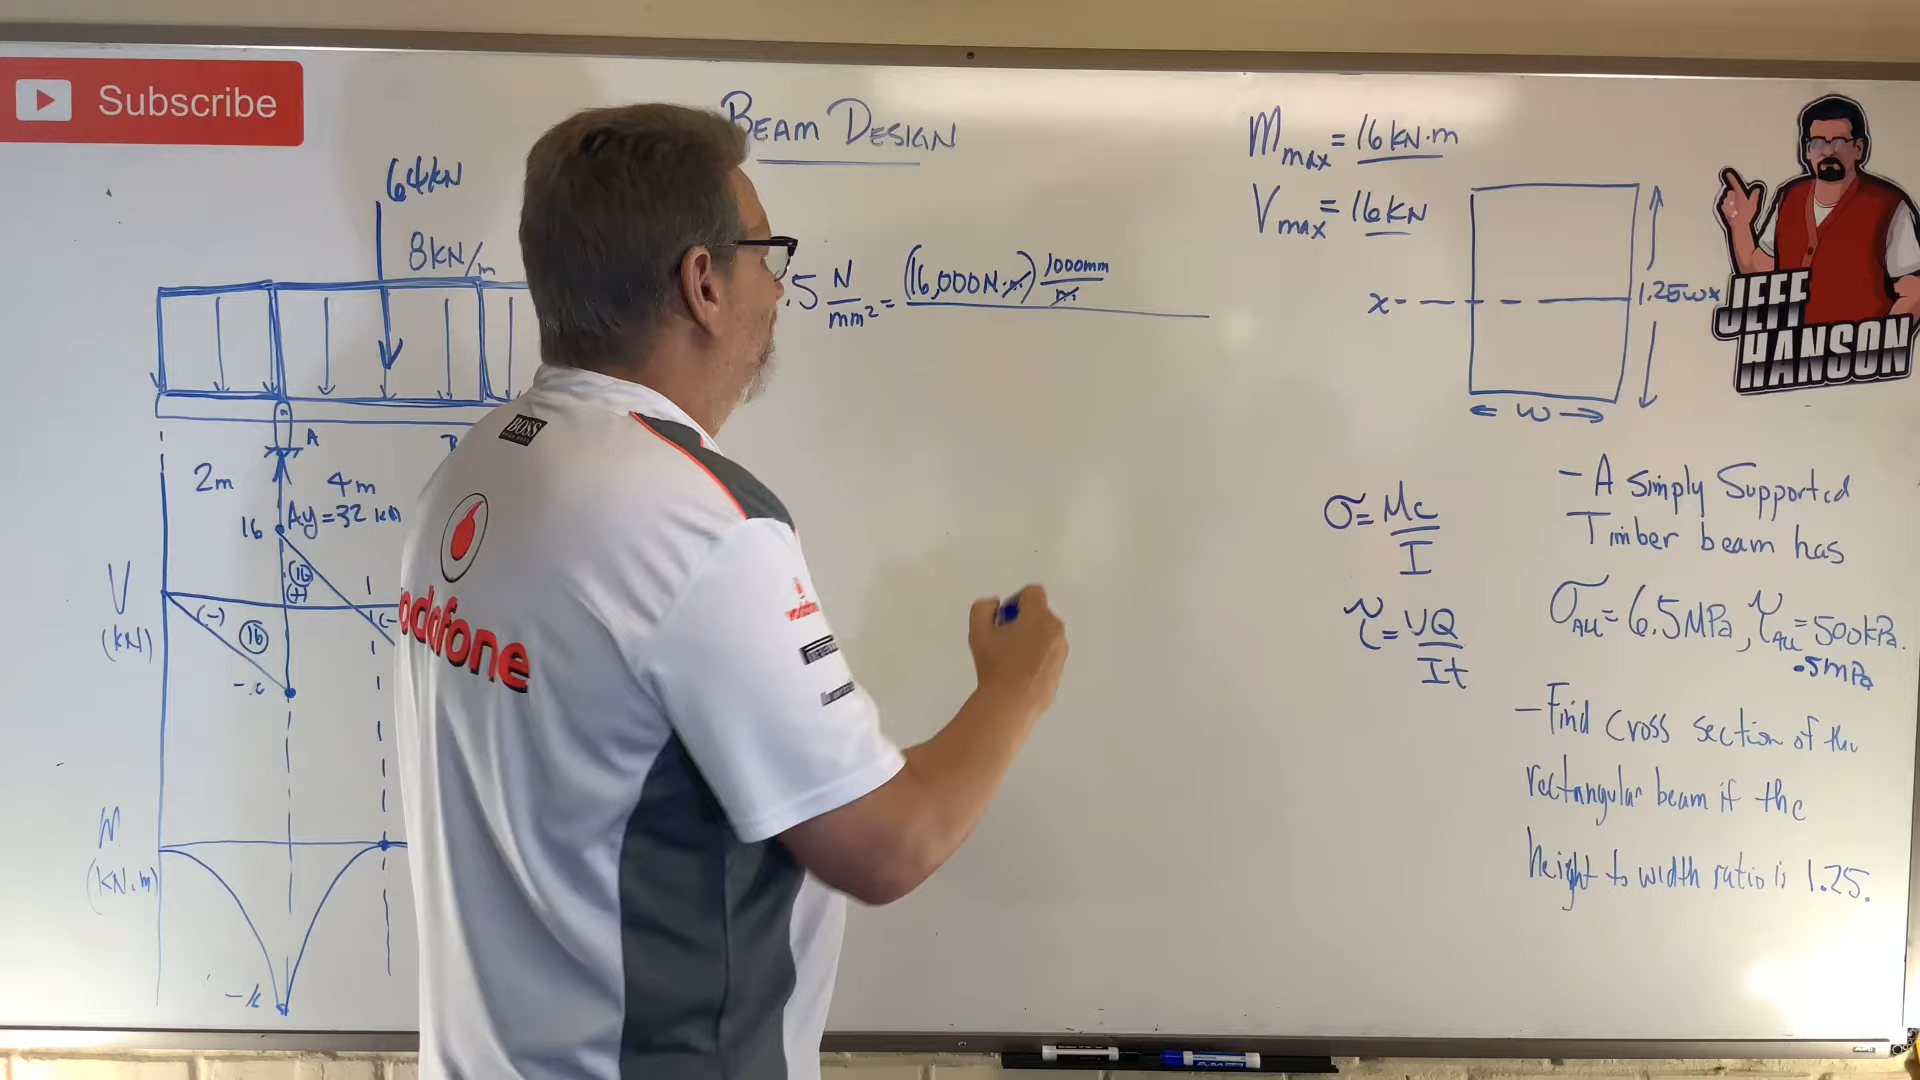 Subscribe
BEAM DESIGN
64kN
8kN/m
A
2m
4m
16
Ay=32 kN
V
(kN)
(-)
16
16
(+)
(-
M
(kN.m)
.5 N/mm² = (16,000N·m) 1000mm/m
Mmax = 16kN·m
Vmax = 16kN
x
1.25w
x
w
σ = Mc/I
τ = VQ/It
- A Simply Supported
Timber beam has
σALL = 6.5MPa, τALL = 500kPa.
.5MPa
- Find cross section of the
rectangular beam if the
height to width ratio is 1.25.
JEFF
HANSON
BOSS
vodafone
vodafone